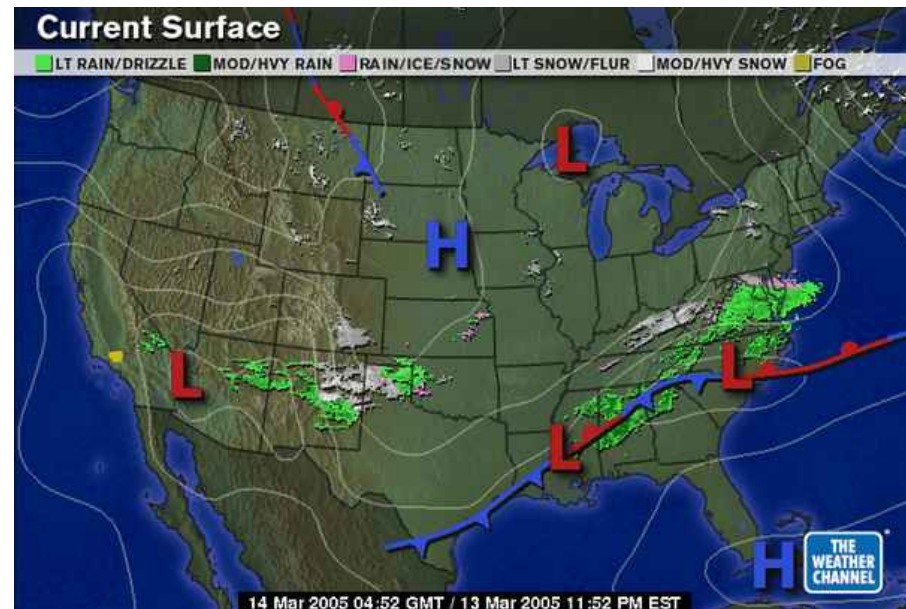 Current Surface
LT RAIN/DRIZZLE MOD/HVY RAIN RAIN/ICE/SNOW LT SNOW/FLUR MOD/HVY SNOW FOG
L
H
L
L
L
H
THE
WEATHER
CHANNEL
14 Mar 2005 04:52 GMT / 13 Mar 2005 11:52 PM EST